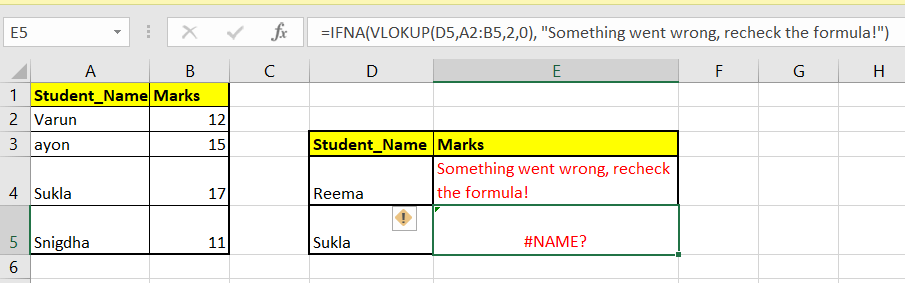 E5 fx =IFNA(VLOKUP(D5,A2:B5,2,0), "Something went wrong, recheck the formula!")
A B C D E F G H
1 Student_Name Marks
2 Varun 12
3 ayon 15 Student_Name Marks
Something went wrong, recheck
4 Sukla 17 Reema the formula!
5 Snigdha 11 Sukla #NAME?
6